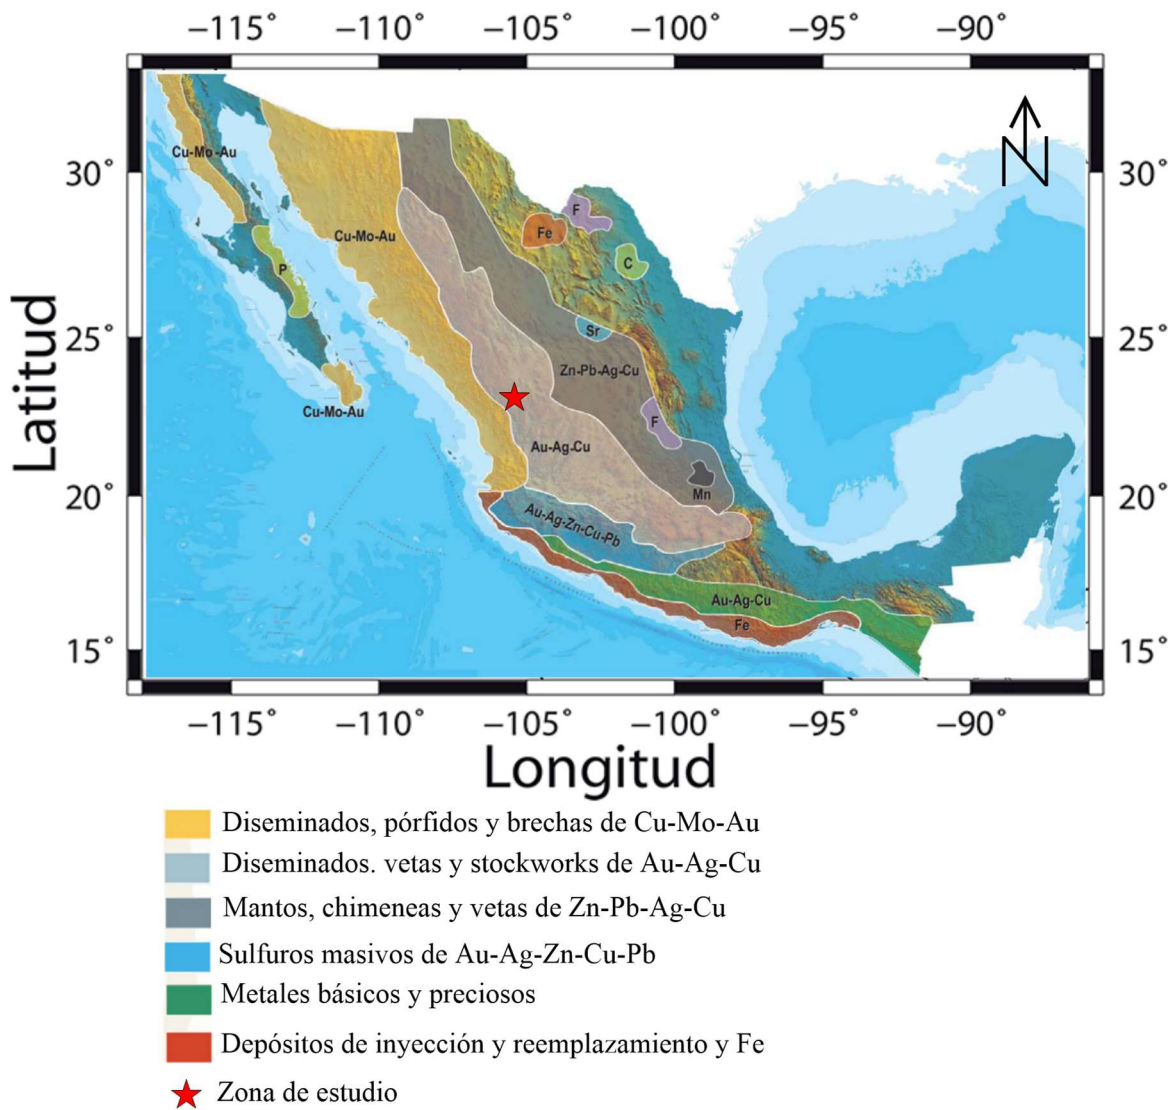 −115° −110° −105° −100° −95° −90°
N
Cu-Mo-Au
30° 30°
F
Fe
Cu-Mo-Au
C
P
Sr
25° 25°
Zn-Pb-Ag-Cu
Cu-Mo-Au
F
Au-Ag-Cu
Mn
20° 20°
Au-Ag-Zn-Cu-Pb
Au-Ag-Cu
Fe
15° 15°
Latitud
−115° −110° −105° −100° −95° −90°
Longitud
Diseminados, pórfidos y brechas de Cu-Mo-Au
Diseminados. vetas y stockworks de Au-Ag-Cu
Mantos, chimeneas y vetas de Zn-Pb-Ag-Cu
Sulfuros masivos de Au-Ag-Zn-Cu-Pb
Metales básicos y preciosos
Depósitos de inyección y reemplazamiento y Fe
Zona de estudio